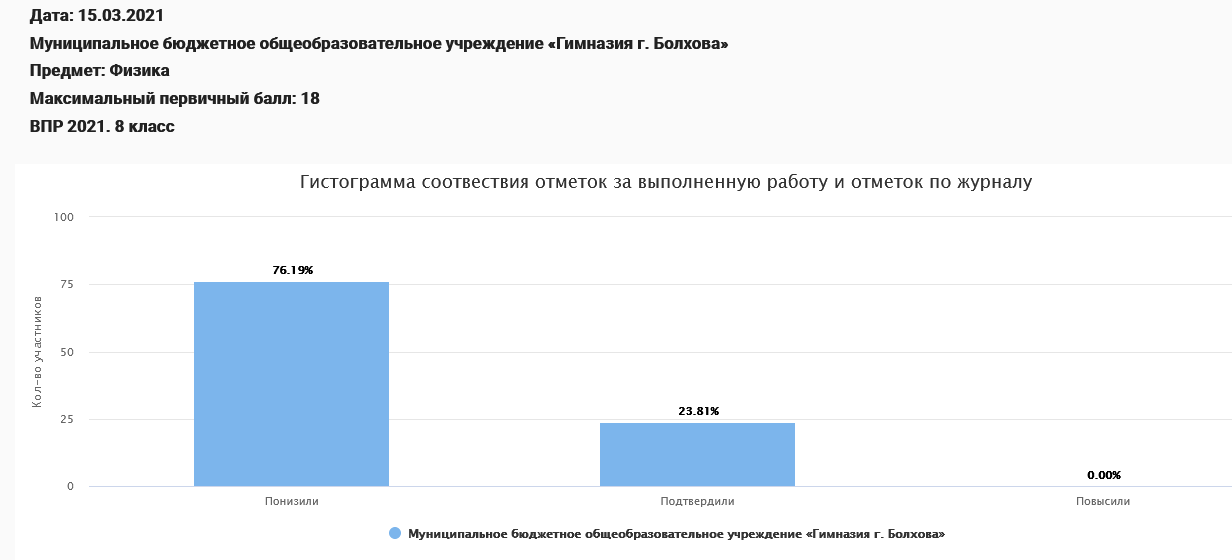 Дата: 15.03.2021
Муниципальное бюджетное общеобразовательное учреждение «Гимназия г. Болхова»
Предмет: Физика
Максимальный первичный балл: 18
ВПР 2021. 8 класс
Гистограмма соотвествия отметок за выполненную работу и отметок по журналу
Кол-во участников
100
75
50
25
0
76.19%
23.81%
0.00%
Понизили
Подтвердили
Повысили
Муниципальное бюджетное общеобразовательное учреждение «Гимназия г. Болхова»